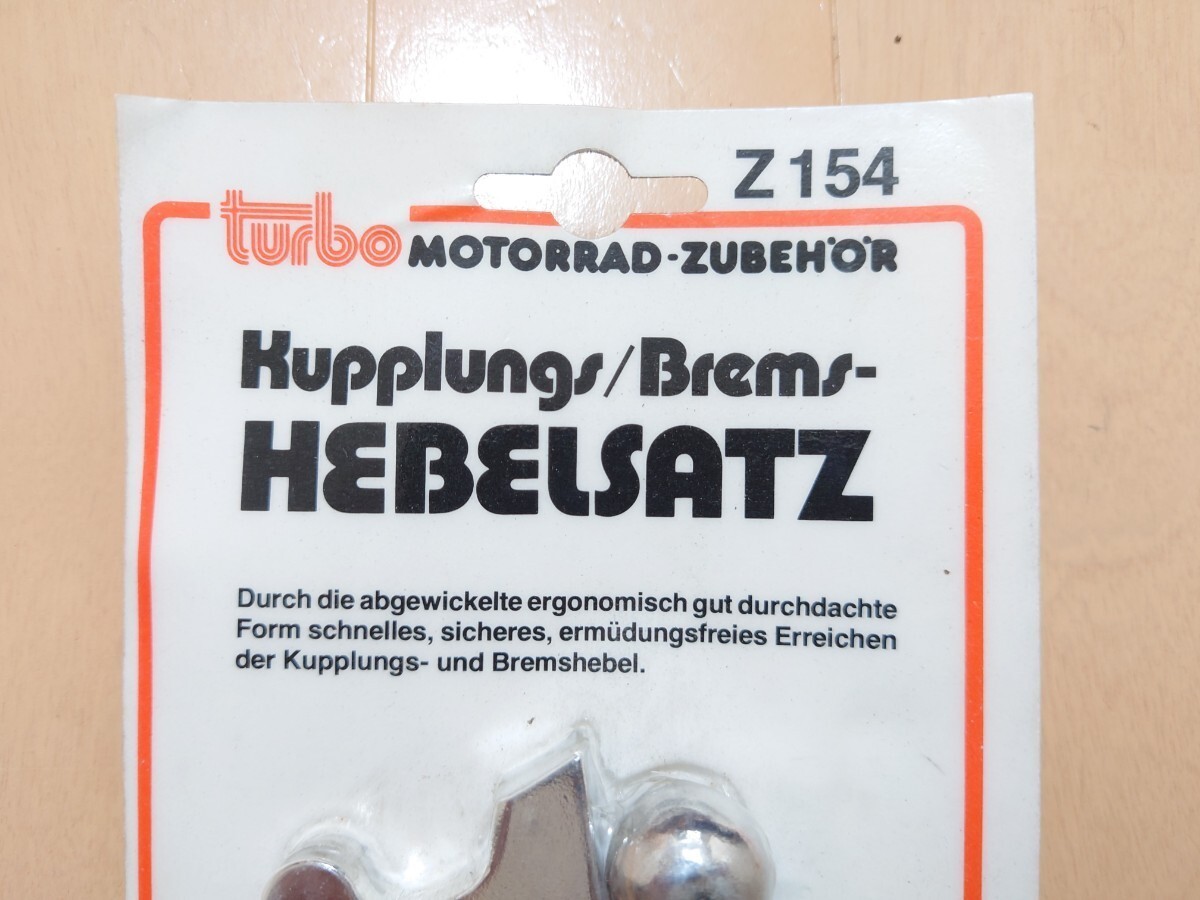 Z 154
turbo MOTORRAD-ZUBEHÖR
Kupplungs/Brems-
HEBELSATZ
Durch die abgewickelte ergonomisch gut durchdachte
Form schnelles, sicheres, ermüdungsfreies Erreichen
der Kupplungs- und Bremshebel.